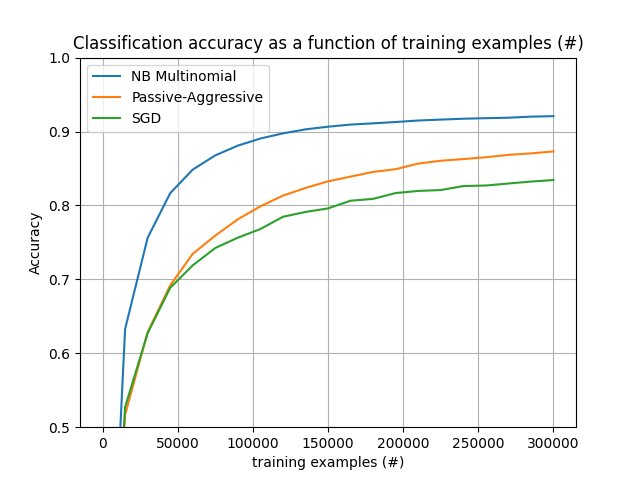 Classification accuracy as a function of training examples (#)
NB Multinomial
Passive-Aggressive
SGD
1.0
0.9
0.8
0.7
0.6
0.5
Accuracy
0 50000 100000 150000 200000 250000 300000
training examples (#)